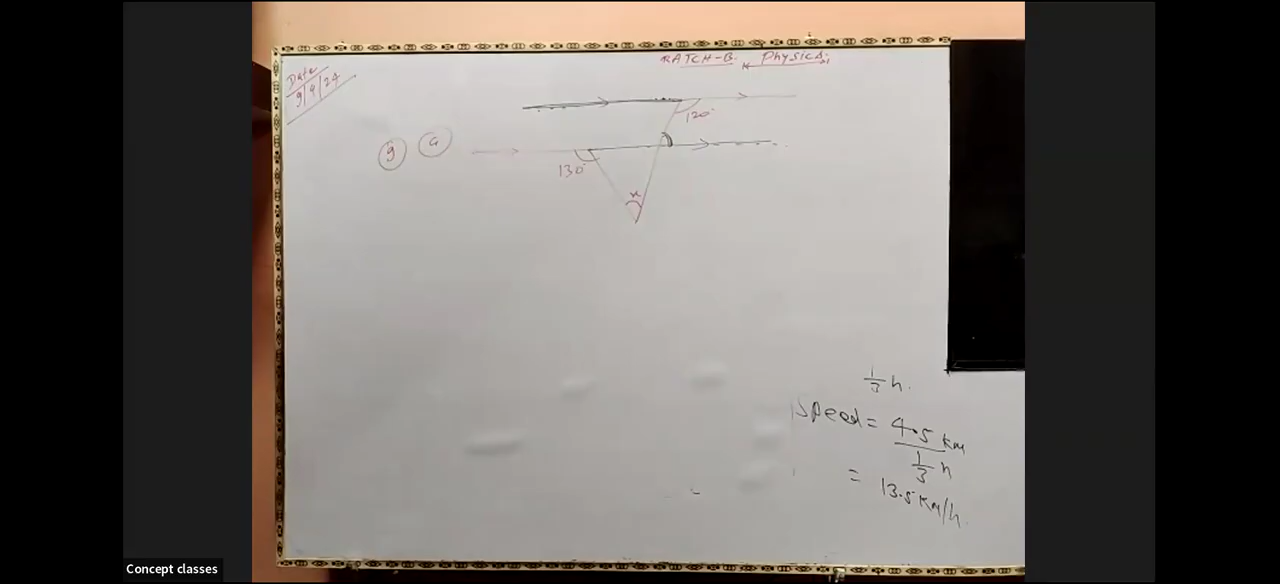 Date
9/4/24
BATCH-B. Physics.
120°
9 a
130°
x
1/3 h.
Speed = 4.5 km
1/3 h
= 13.5 Km/h.
Concept classes